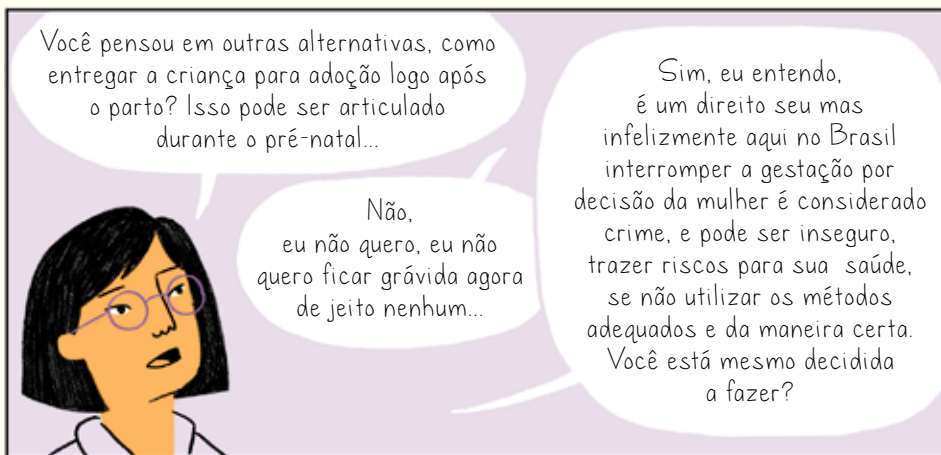 Você pensou em outras alternativas, como
entregar a criança para adoção logo após
o parto? Isso pode ser articulado
durante o pré-natal...
Não,
eu não quero, eu não
quero ficar grávida agora
de jeito nenhum...
Sim, eu entendo,
é um direito seu mas
infelizmente aqui no Brasil
interromper a gestação por
decisão da mulher é considerado
crime, e pode ser inseguro,
trazer riscos para sua saúde,
se não utilizar os métodos
adequados e da maneira certa.
Você está mesmo decidida
a fazer?